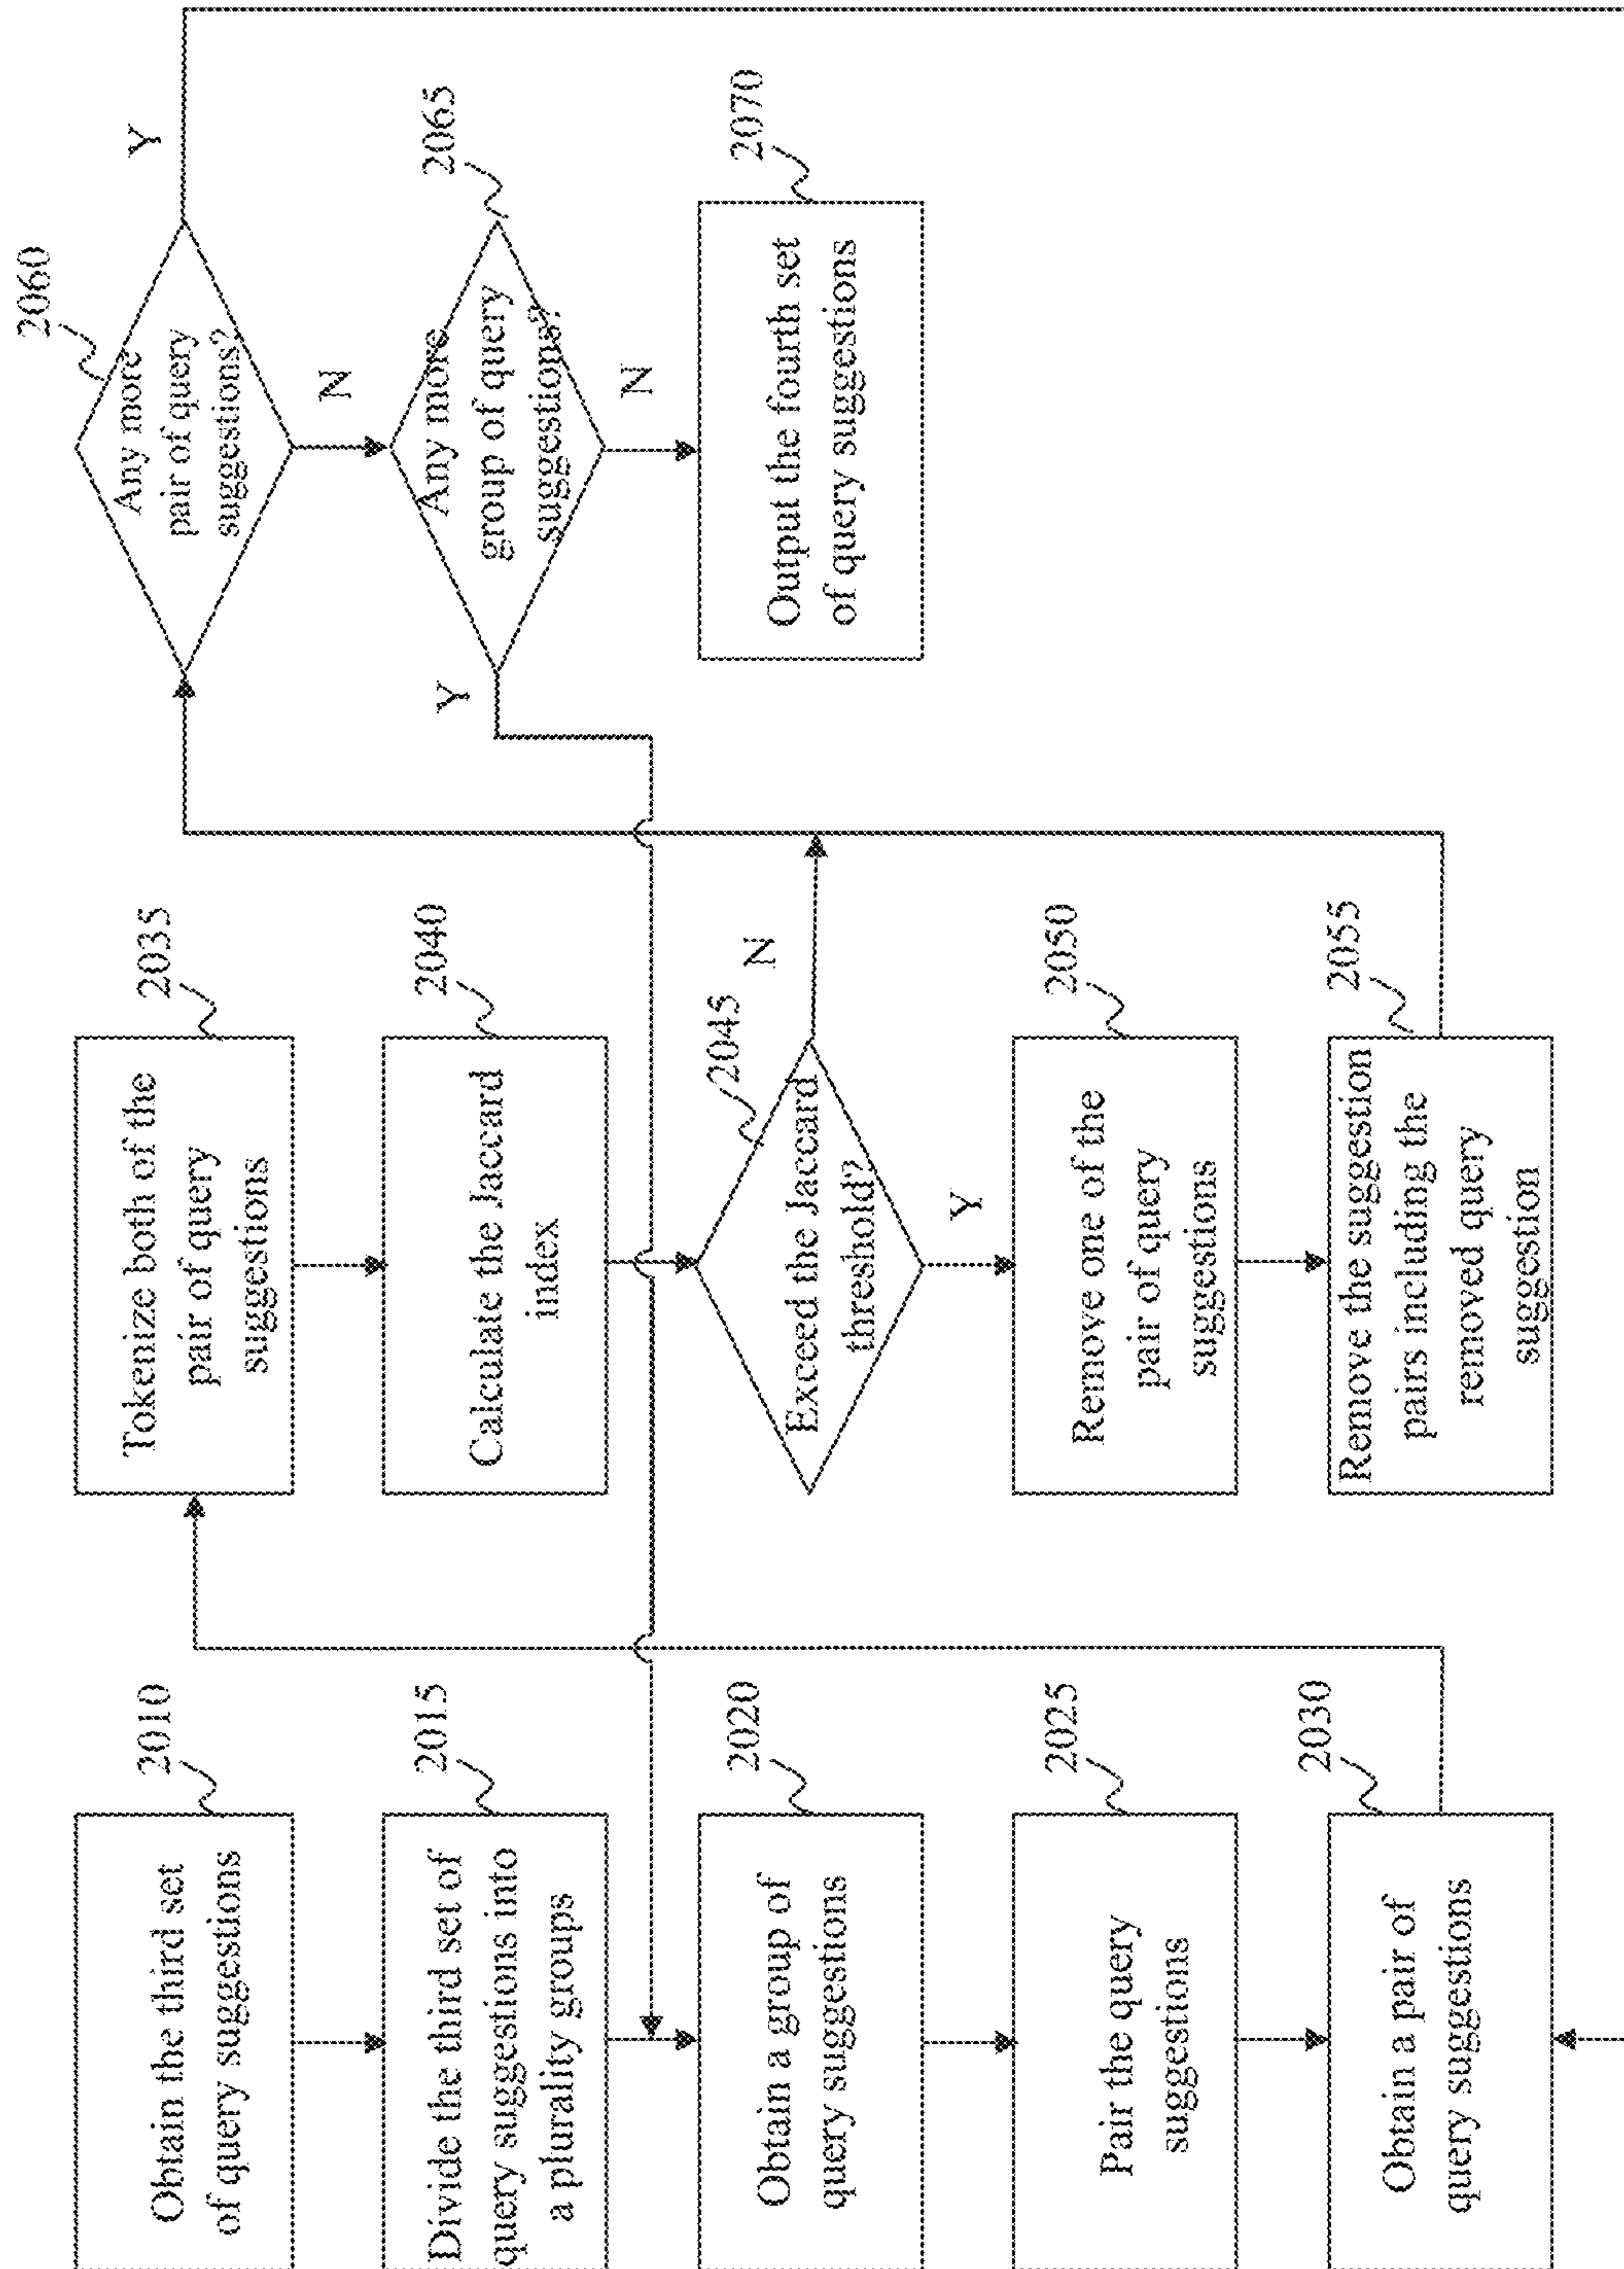 2010
Obtain the third set
of query suggestions
2015
Divide the third set of
query suggestions into
a plurality groups
2020
Obtain a group of
query suggestions
2025
Pair the query
suggestions
2030
Obtain a pair of
query suggestions
2035
Tokenize both of the
pair of query
suggestions
2040
Calculate the Jaccard
index
2045
Exceed the Jaccard
threshold?
N
Y
2050
Remove one of the
pair of query
suggestions
2055
Remove the suggestion
pairs including the
removed query
suggestion
2060
Any more
pair of query
suggestions?
Y
N
2065
Any more
group of query
suggestions?
Y
N
2070
Output the fourth set
of query suggestions